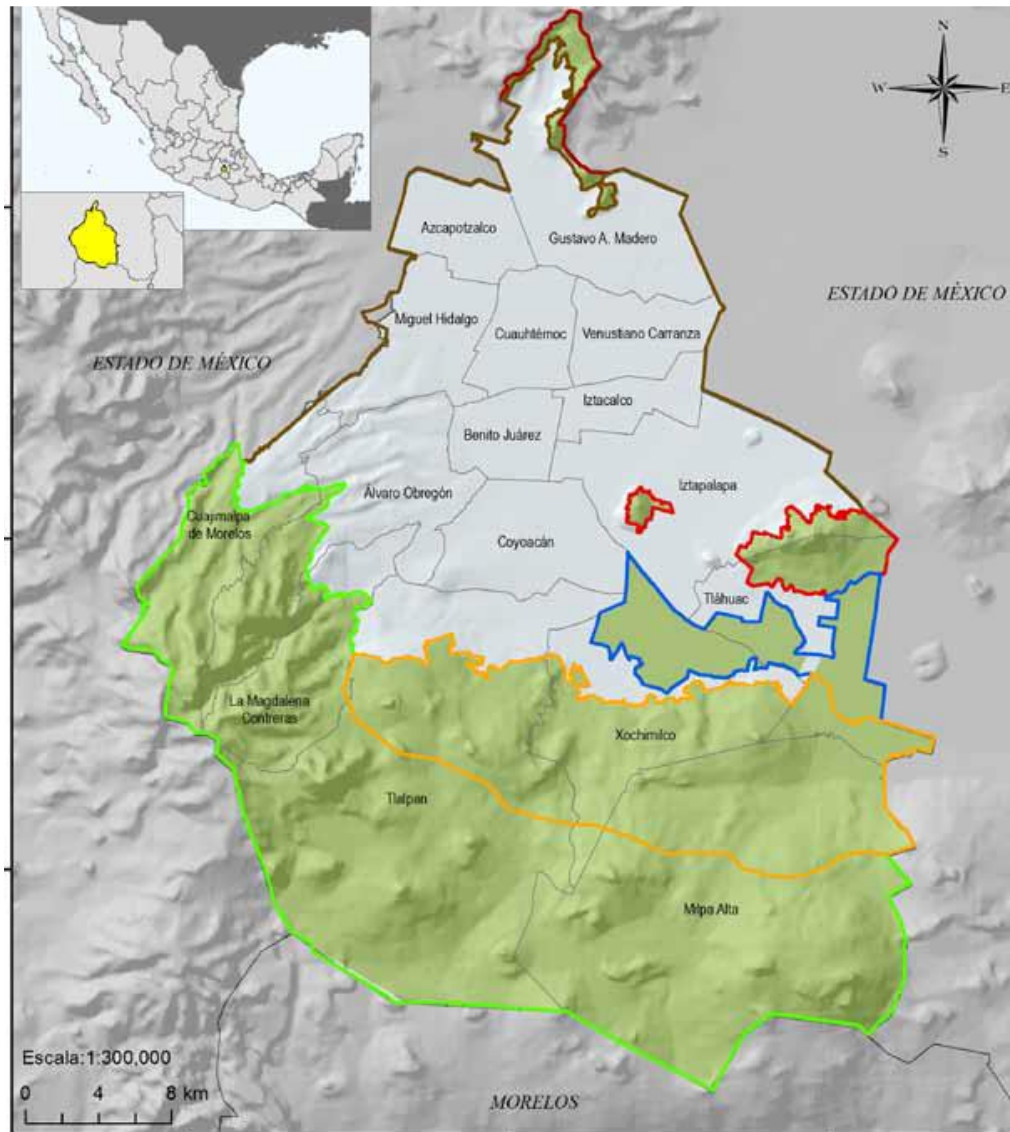 N
W E
S
Azcapotzalco
Gustavo A. Madero
ESTADO DE MÉXICO
Miguel Hidalgo
Cuauhtémoc
Venustiano Carranza
ESTADO DE MÉXICO
Iztacalco
Benito Juárez
Álvaro Obregón
Iztapalapa
Cuajimalpa
de Morelos
Coyoacán
Tláhuac
La Magdalena
Contreras
Xochimilco
Tlalpan
Milpa Alta
Escala:1:300,000
0 4 8 km
MORELOS